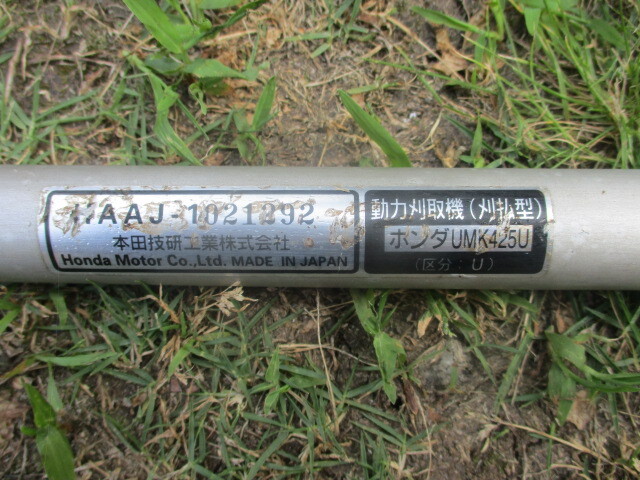 AAJ-1021292
本田技研工業株式会社
Honda Motor Co.,Ltd. MADE IN JAPAN
動力刈取機(刈払型)
ホンダUMK425U
(区分:U)